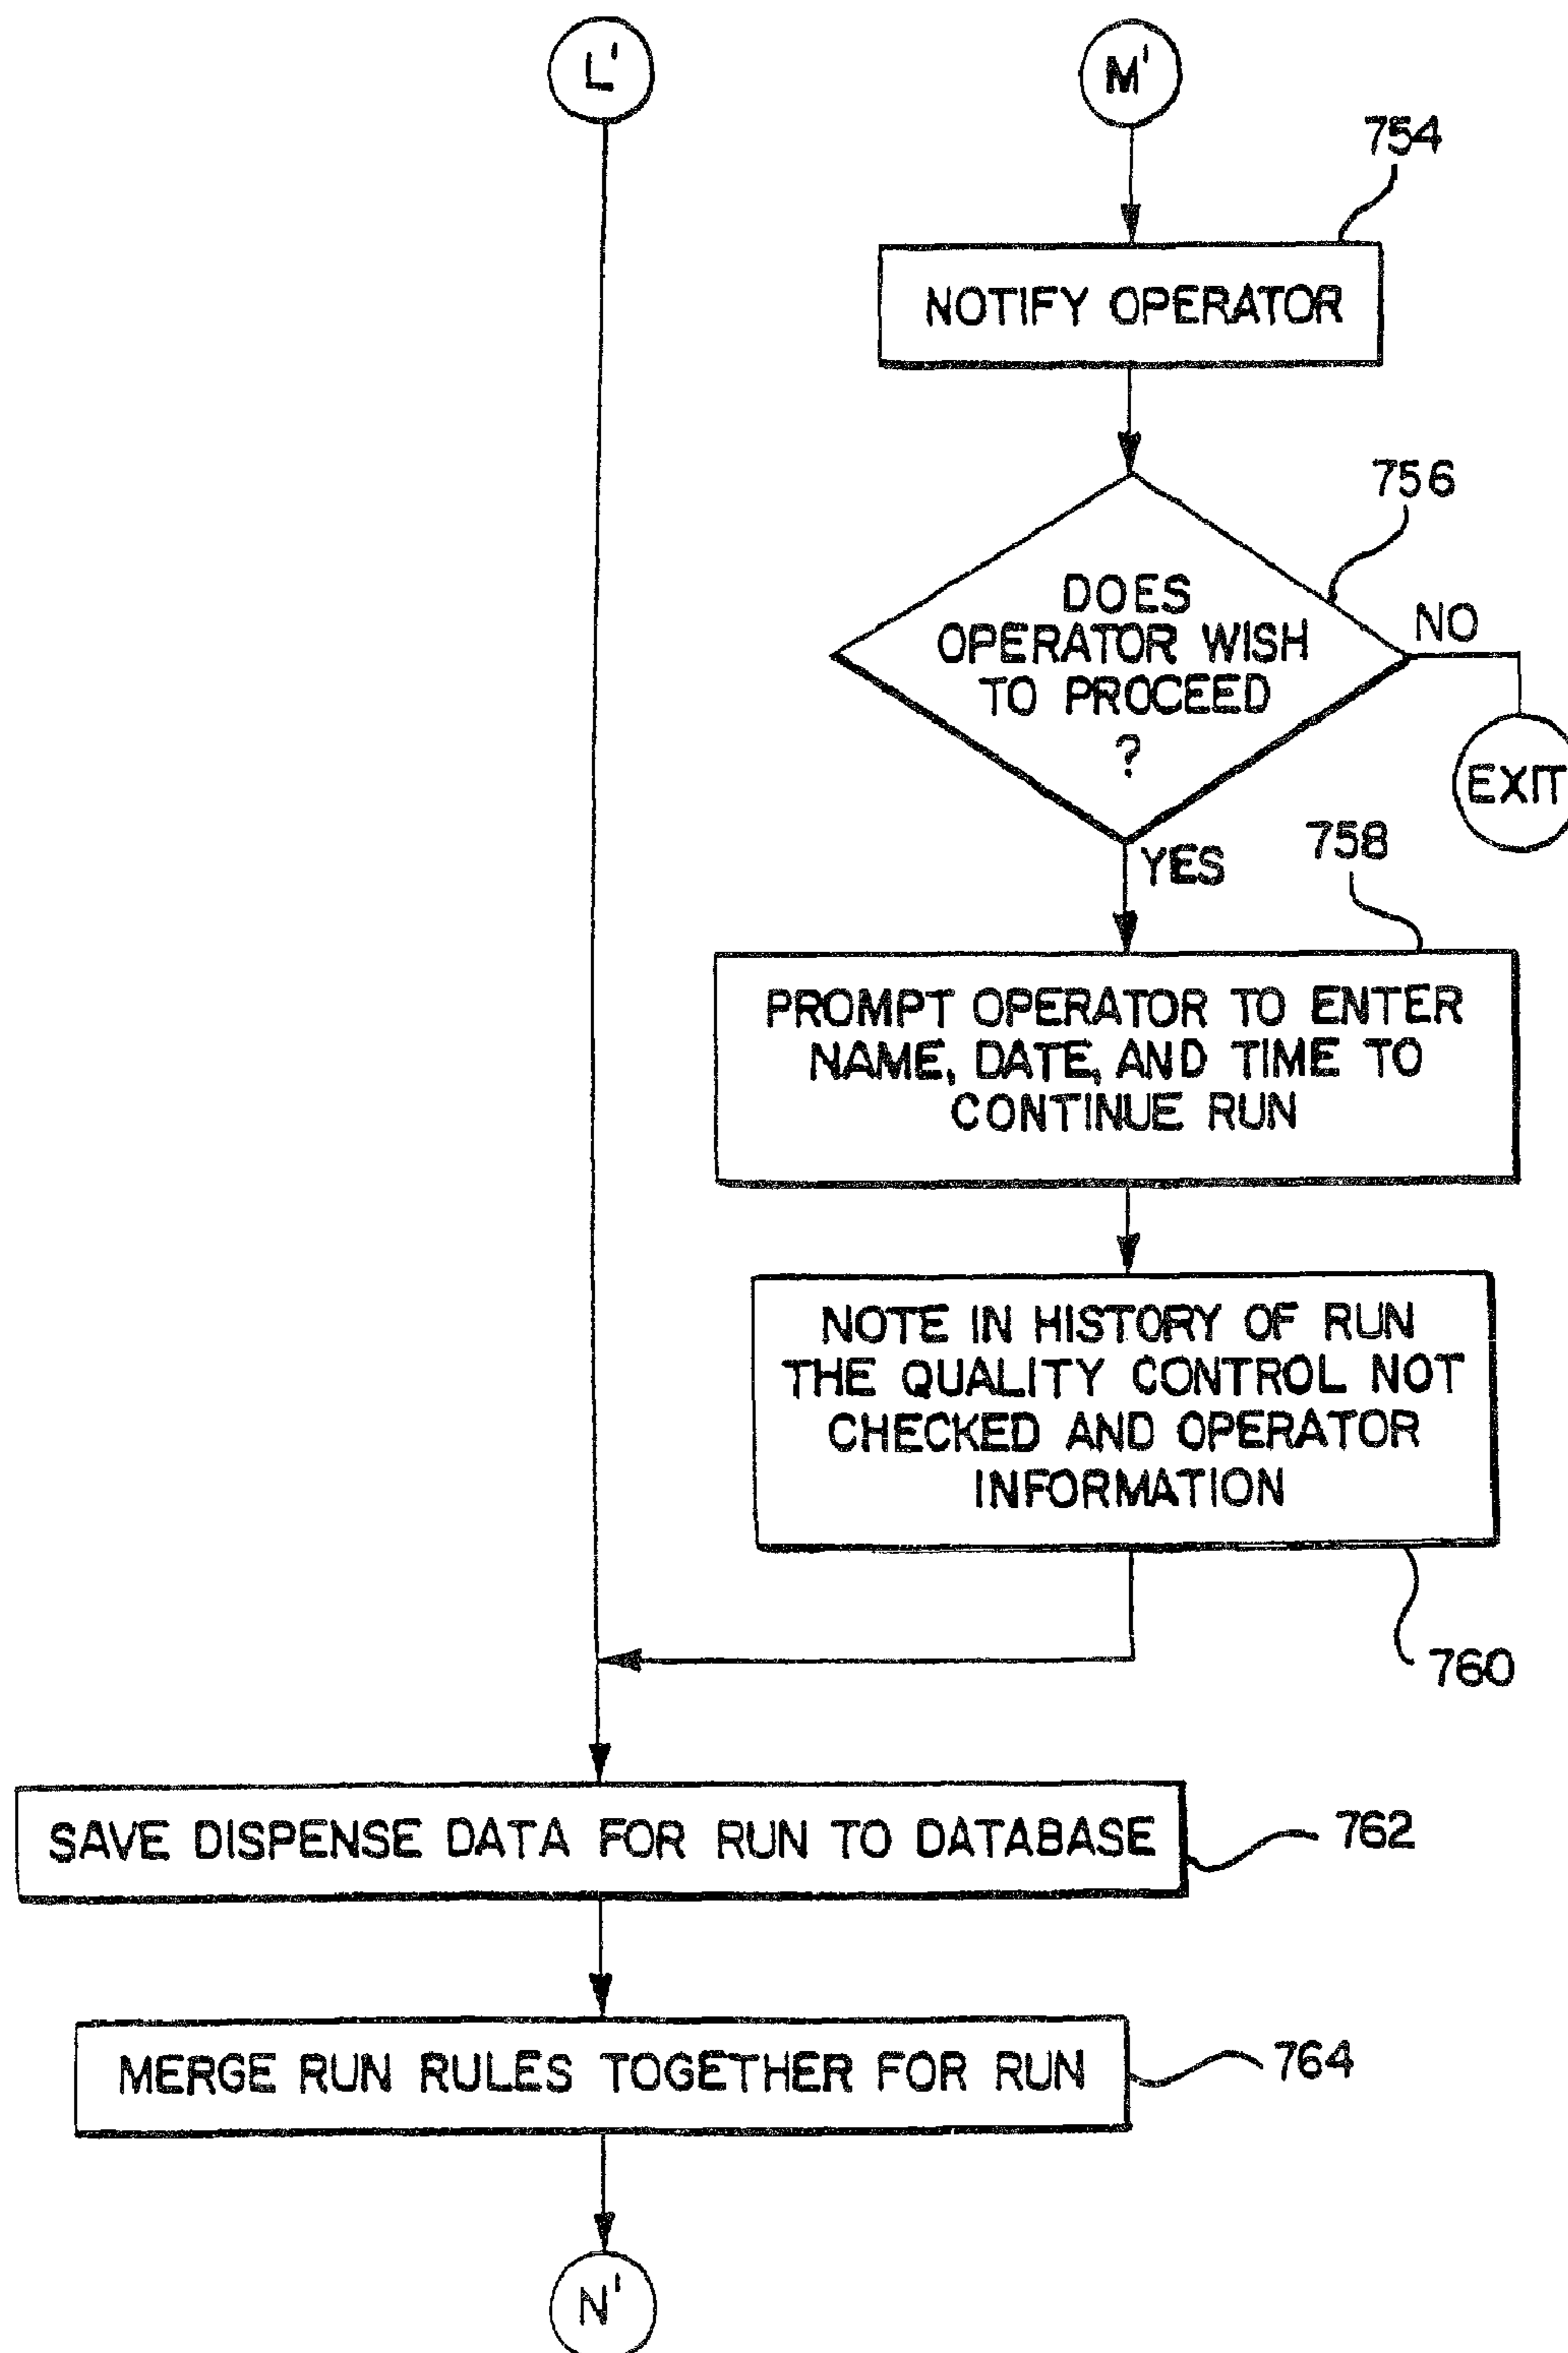 L'
M'
754
NOTIFY OPERATOR
756
DOES
OPERATOR WISH
TO PROCEED
?
NO
EXIT
YES
758
PROMPT OPERATOR TO ENTER
NAME, DATE, AND TIME TO
CONTINUE RUN
NOTE IN HISTORY OF RUN
THE QUALITY CONTROL NOT
CHECKED AND OPERATOR
INFORMATION
760
SAVE DISPENSE DATA FOR RUN TO DATABASE
762
MERGE RUN RULES TOGETHER FOR RUN
764
N'